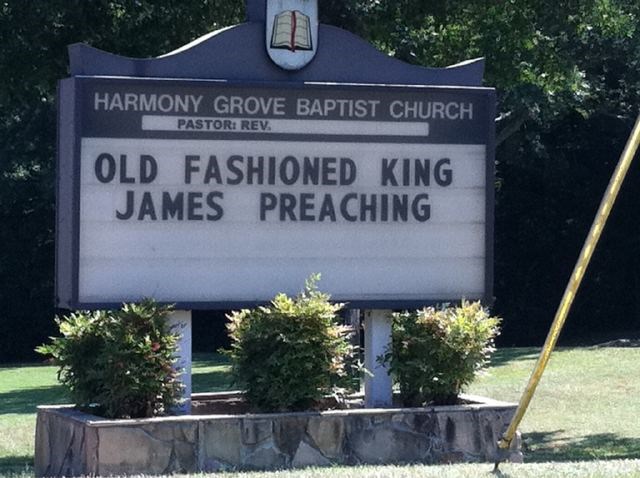 HARMONY GROVE BAPTIST CHURCH
PASTOR: REV.
OLD FASHIONED KING
JAMES PREACHING